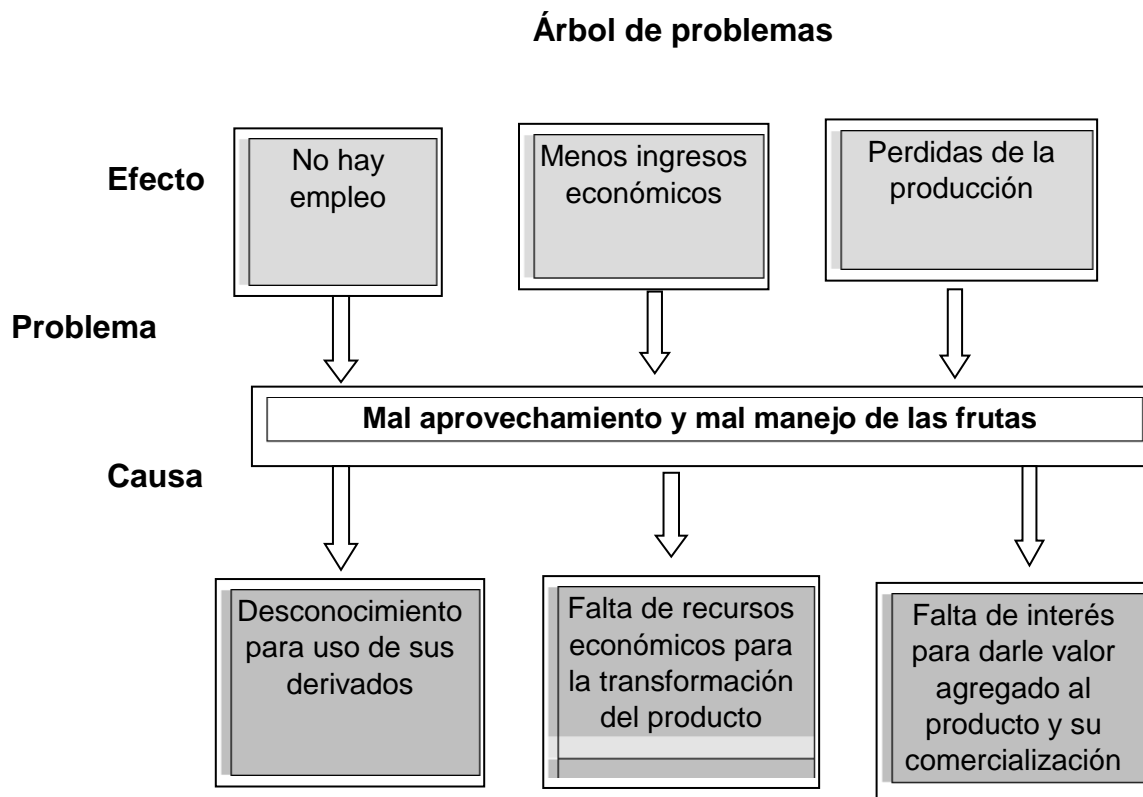 Árbol de problemas
Efecto
No hay
empleo
Menos ingresos
económicos
Perdidas de la
producción
Problema
Mal aprovechamiento y mal manejo de las frutas
Causa
Desconocimiento
para uso de sus
derivados
Falta de recursos
económicos para
la transformación
del producto
Falta de interés
para darle valor
agregado al
producto y su
comercialización